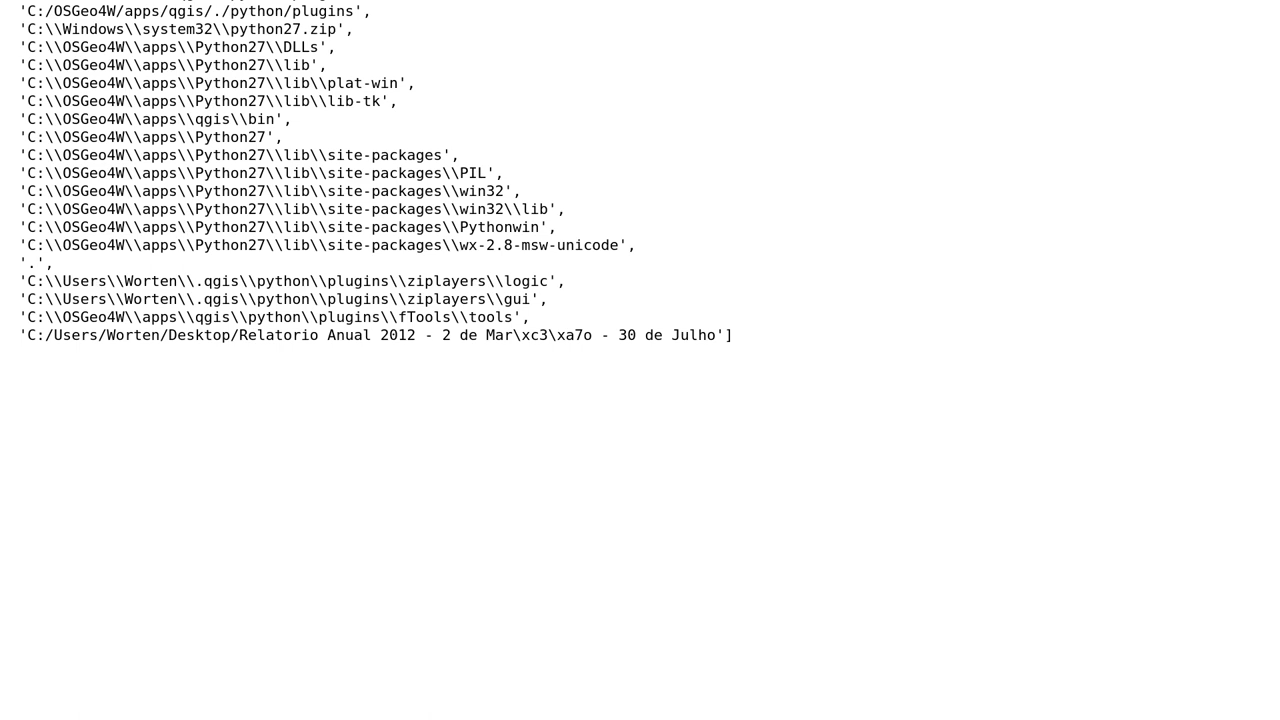 'C:/OSGeo4W/apps/qgis/./python/plugins',
'C:\\Windows\\system32\\python27.zip',
'C:\\OSGeo4W\\apps\\Python27\\DLLs',
'C:\\OSGeo4W\\apps\\Python27\\lib',
'C:\\OSGeo4W\\apps\\Python27\\lib\\plat-win',
'C:\\OSGeo4W\\apps\\Python27\\lib\\lib-tk',
'C:\\OSGeo4W\\apps\\qgis\\bin',
'C:\\OSGeo4W\\apps\\Python27',
'C:\\OSGeo4W\\apps\\Python27\\lib\\site-packages',
'C:\\OSGeo4W\\apps\\Python27\\lib\\site-packages\\PIL',
'C:\\OSGeo4W\\apps\\Python27\\lib\\site-packages\\win32',
'C:\\OSGeo4W\\apps\\Python27\\lib\\site-packages\\win32\\lib',
'C:\\OSGeo4W\\apps\\Python27\\lib\\site-packages\\Pythonwin',
'C:\\OSGeo4W\\apps\\Python27\\lib\\site-packages\\wx-2.8-msw-unicode',
'.',
'C:\\Users\\Worten\\.qgis\\python\\plugins\\ziplayers\\logic',
'C:\\Users\\Worten\\.qgis\\python\\plugins\\ziplayers\\gui',
'C:\\OSGeo4W\\apps\\qgis\\python\\plugins\\fTools\\tools',
'C:/Users/Worten/Desktop/Relatorio Anual 2012 - 2 de Mar\xc3\xa7o - 30 de Julho']